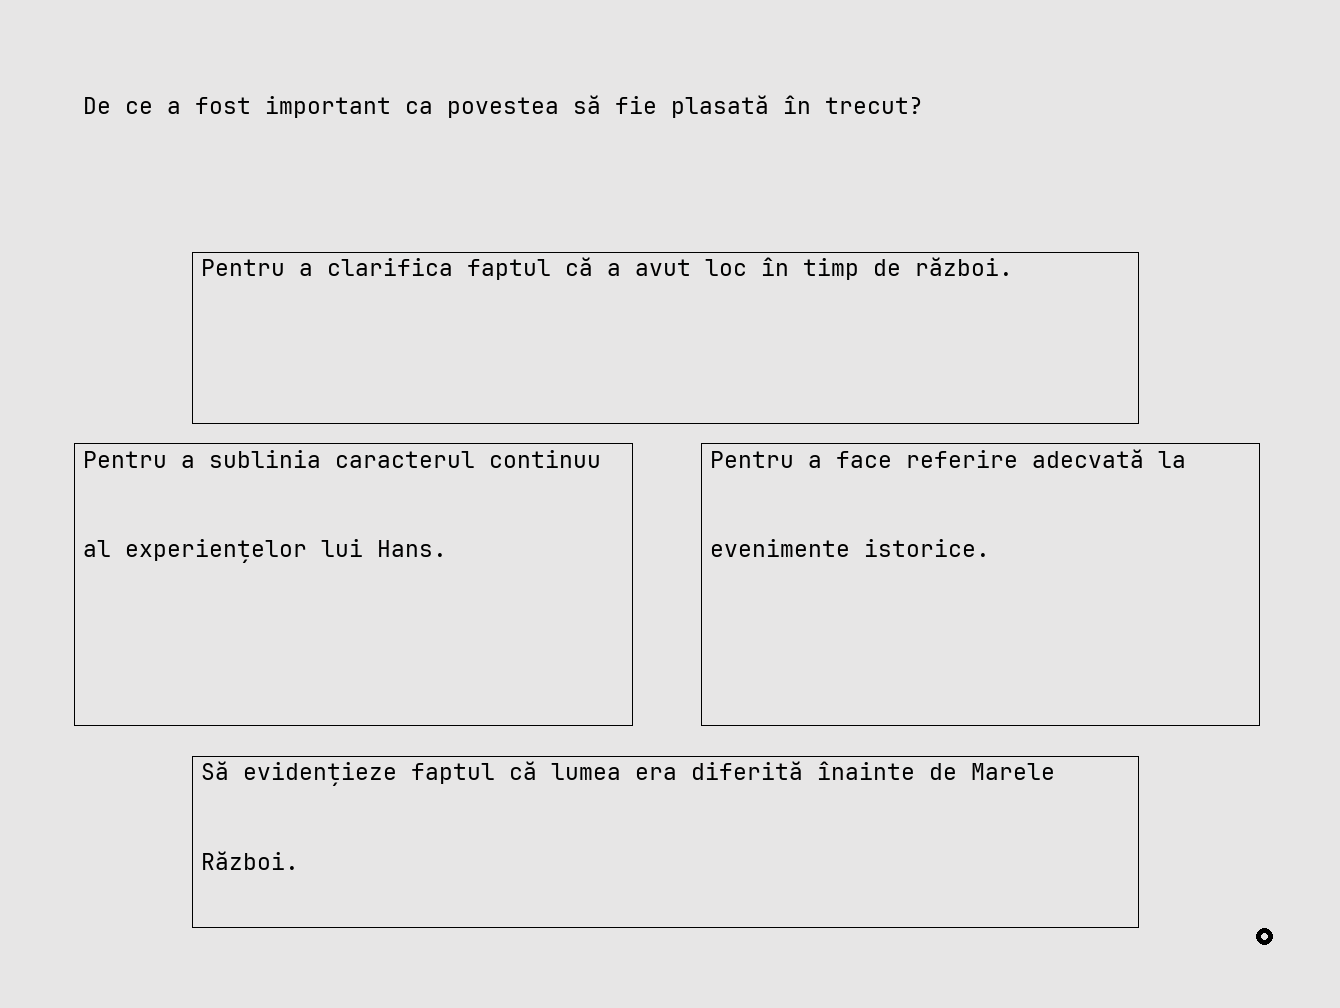 De ce a fost important ca povestea să fie plasată în trecut?
Pentru a clarifica faptul că a avut loc în timp de război.
Pentru a sublinia caracterul continuu
al experiențelor lui Hans.
Pentru a face referire adecvată la
evenimente istorice.
Să evidențieze faptul că lumea era diferită înainte de Marele
Război.